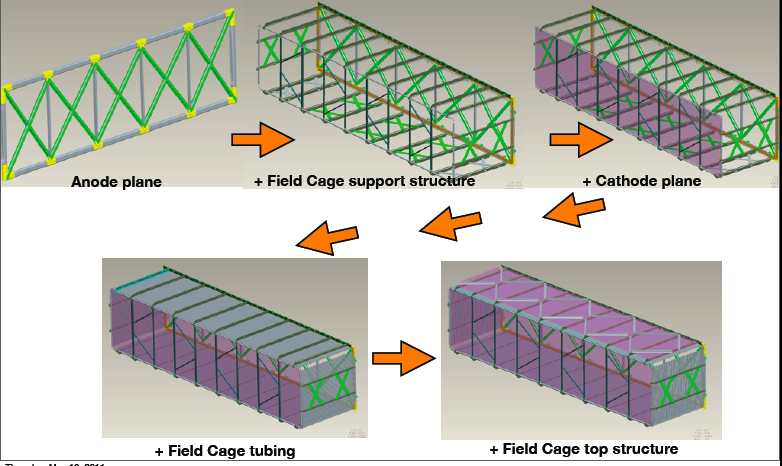 Anode plane
+ Field Cage support structure
+ Cathode plane
+ Field Cage tubing
+ Field Cage top structure